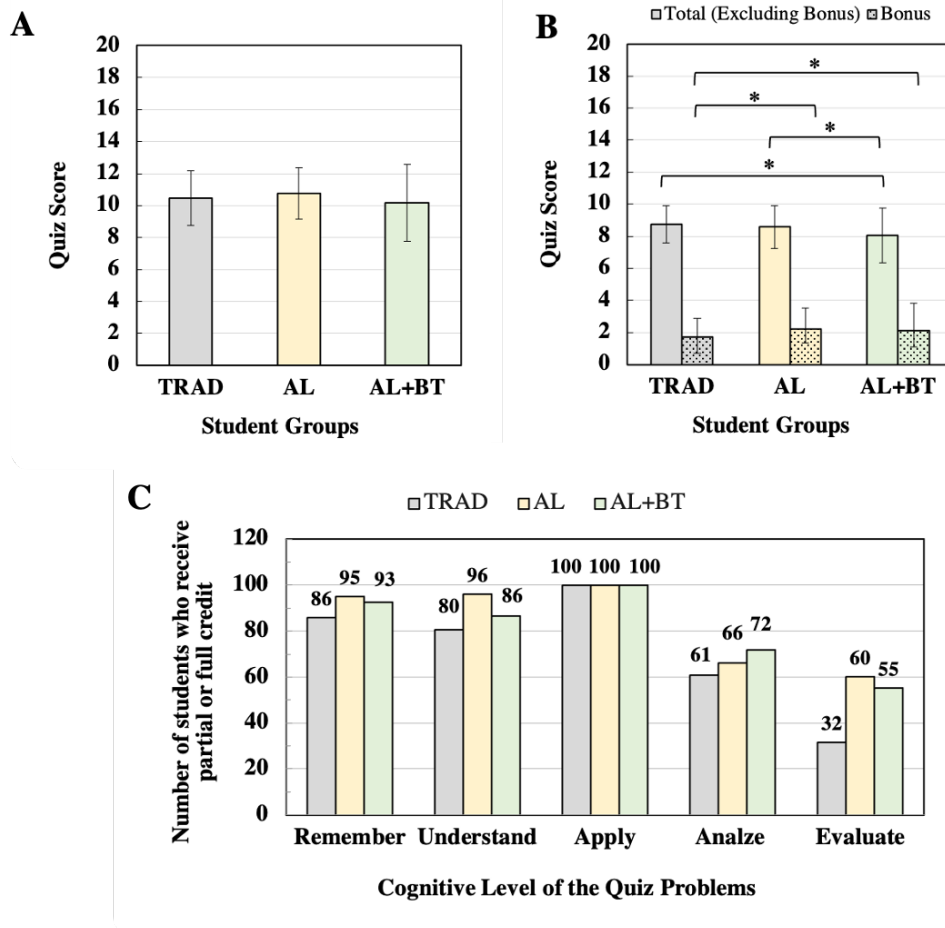 A
20
18
16
14
12
10
8
6
4
2
0
Quiz Score
TRAD AL AL+BT
Student Groups
B
Total (Excluding Bonus) Bonus
20
18
16
14
12
10
8
6
4
2
0
Quiz Score
*
*
*
*
TRAD AL AL+BT
Student Groups
C
TRAD AL AL+BT
Number of students who receive
partial or full credit
120
100
80
60
40
20
0
86 95 93
80 96 86
100 100 100
61 66 72
32 60 55
Remember Understand Apply Analze Evaluate
Cognitive Level of the Quiz Problems